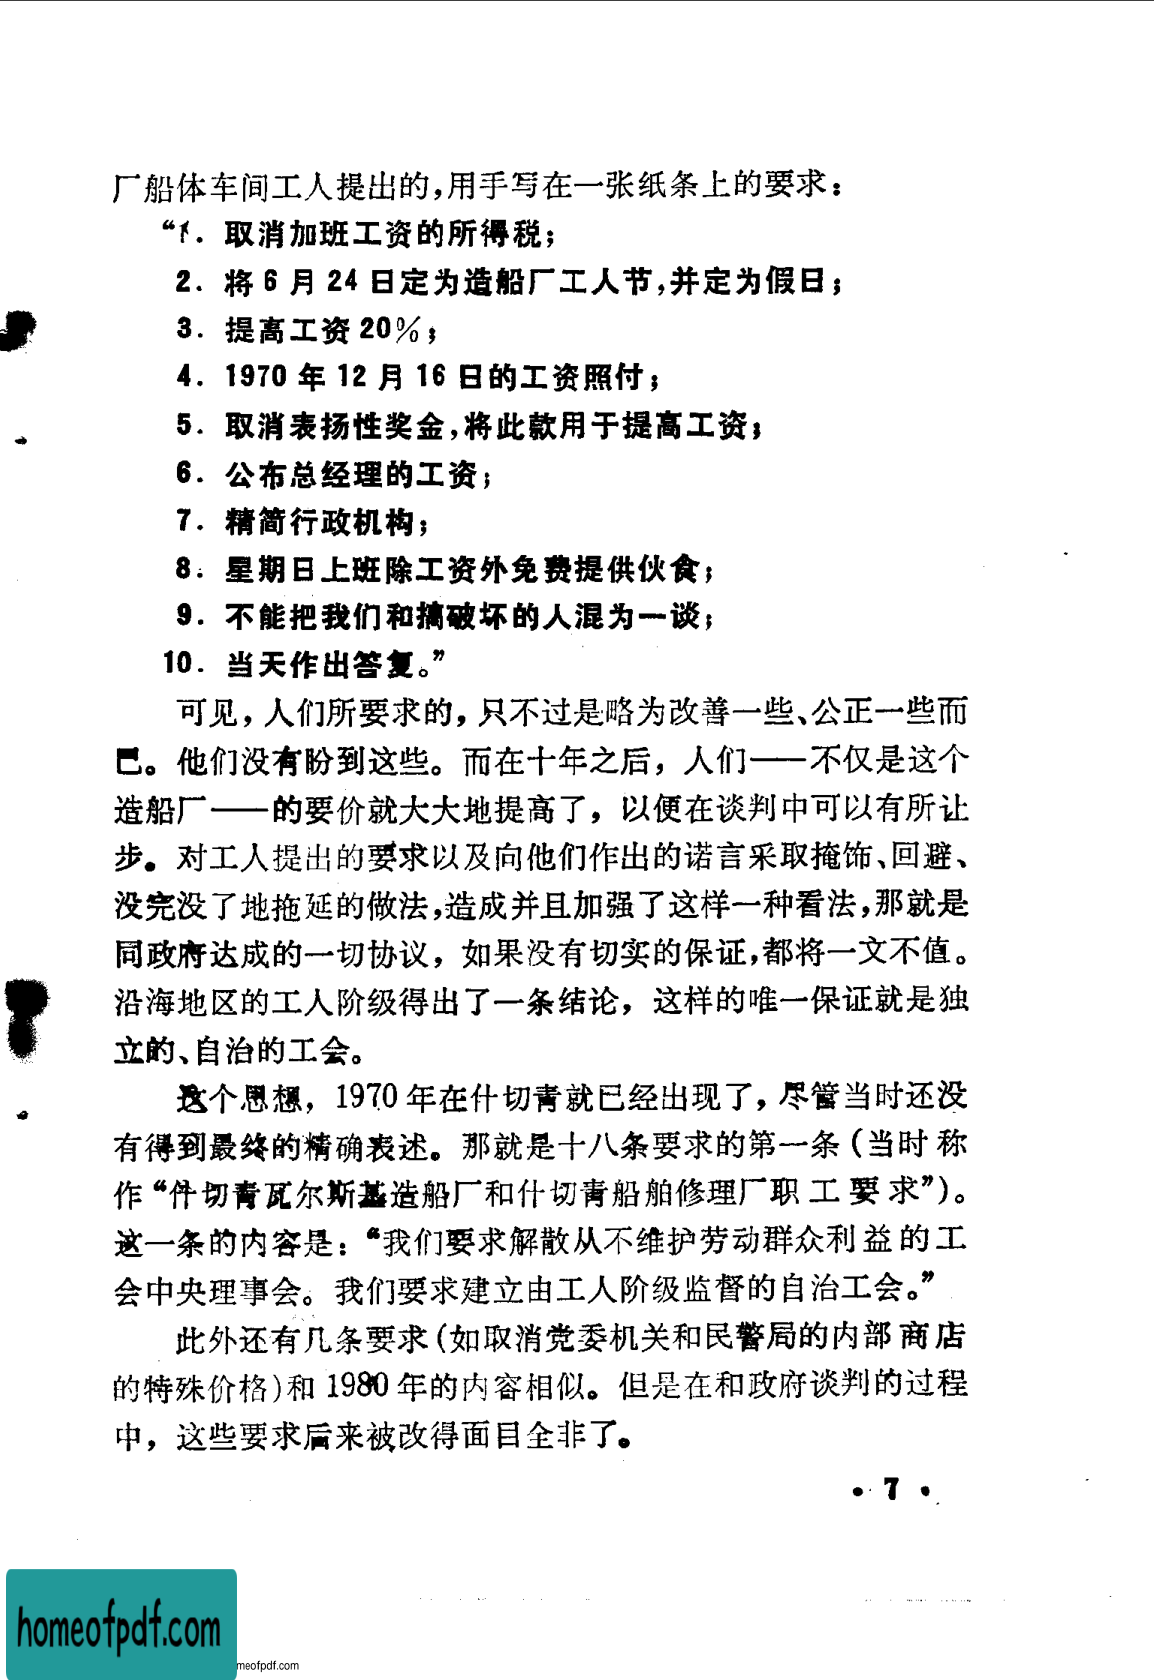 厂船体车间工人提出的,用手写在一张纸条上的要求:
“1. 取消加班工资的所得税;
2. 将 6 月 24 日定为造船厂工人节,并定为假日;
3. 提高工资 20%;
4. 1970 年 12 月 16 日的工资照付;
5. 取消表扬性奖金,将此款用于提高工资;
6. 公布总经理的工资;
7. 精简行政机构;
8. 星期日上班除工资外免费提供伙食;
9. 不能把我们和搞破坏的人混为一谈;
10. 当天作出答复。”
可见，人们所要求的，只不过是略为改善一些、公正一些而
已。他们没有盼到这些。而在十年之后，人们——不仅是这个
造船厂——的要价就大大地提高了，以便在谈判中可以有所让
步。对工人提出的要求以及向他们作出的诺言采取掩饰、回避、
没完没了地拖延的做法,造成并且加强了这样一种看法,那就是
同政府达成的一切协议，如果没有切实的保证,都将一文不值。
沿海地区的工人阶级得出了一条结论，这样的唯一保证就是独
立的、自治的工会。
这个思想，1970 年在什切青就已经出现了，尽管当时还没
有得到最终的精确表述。那就是十八条要求的第一条(当时称
作“什切青瓦尔斯基造船厂和什切青船舶修理厂职工要求”)。
这一条的内容是:“我们要求解散从不维护劳动群众利益的工
会中央理事会。我们要求建立由工人阶级监督的自治工会。”
此外还有几条要求(如取消党委机关和民警局的内部商店
的特殊价格)和 1980 年的内容相似。但是在和政府谈判的过程
中，这些要求后来被改得面目全非了。
• 7 •
homeofpdf.com
meofpdf.com